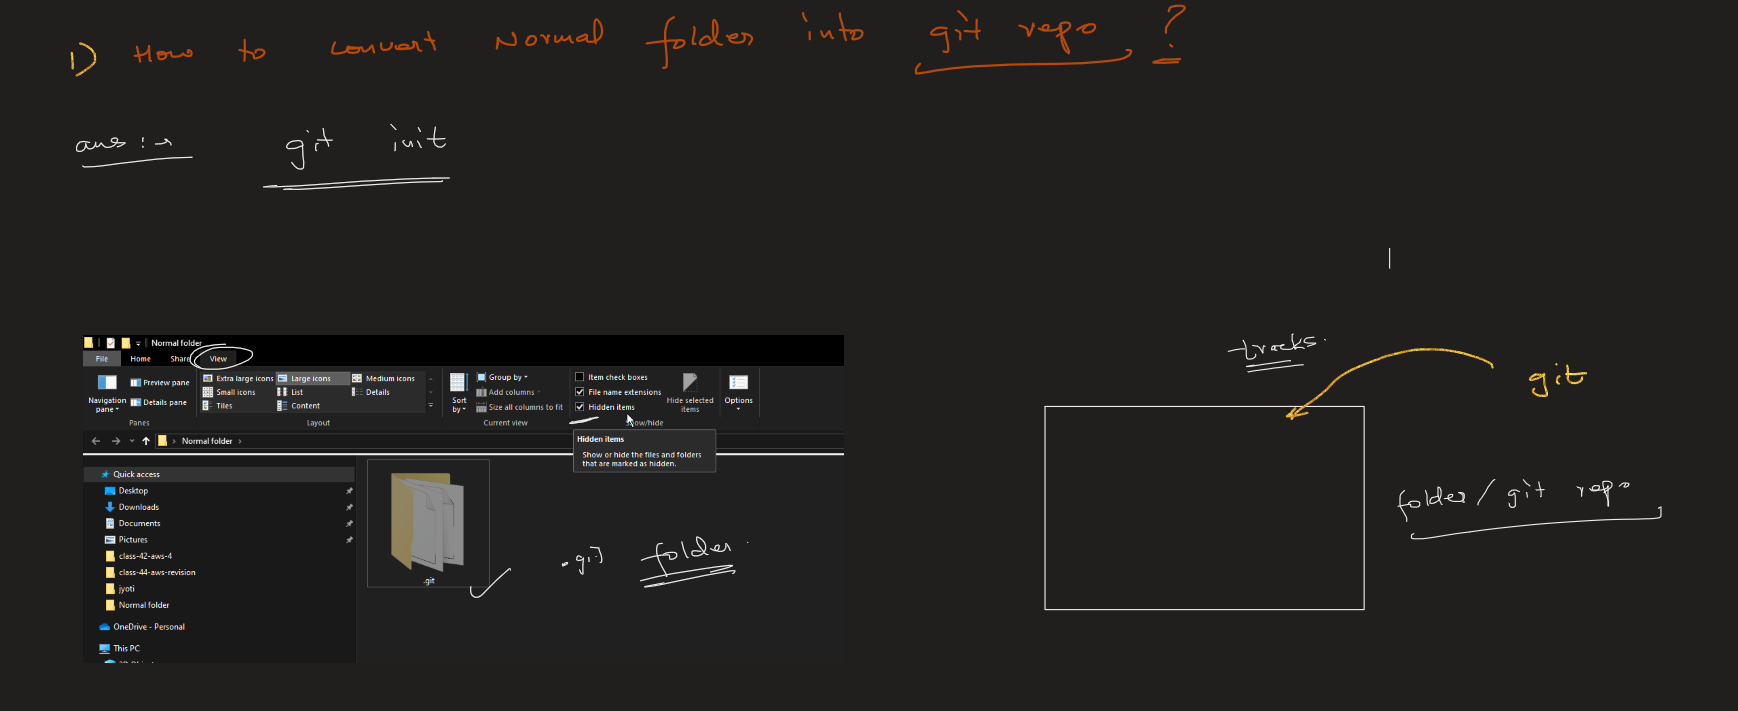 1) How to convert Normal folder into git repo ?
ans :→ git init
Normal folder
File Home Share View
Navigation pane
Preview pane
Details pane
Panes
Extra large icons Large icons Medium icons
Small icons List Details
Tiles Content
Layout
Sort by
Group by
Add columns
Size all columns to fit
Current view
Item check boxes
File name extensions
Hidden items
Hide selected items
Show/hide
Options
Normal folder
Hidden items
Show or hide the files and folders
that are marked as hidden.
Quick access
Desktop
Downloads
Documents
Pictures
class-42-aws-4
class-44-aws-revision
jyoti
Normal folder
OneDrive - Personal
This PC
.git
.git folder
tracks
git
folder / git repo